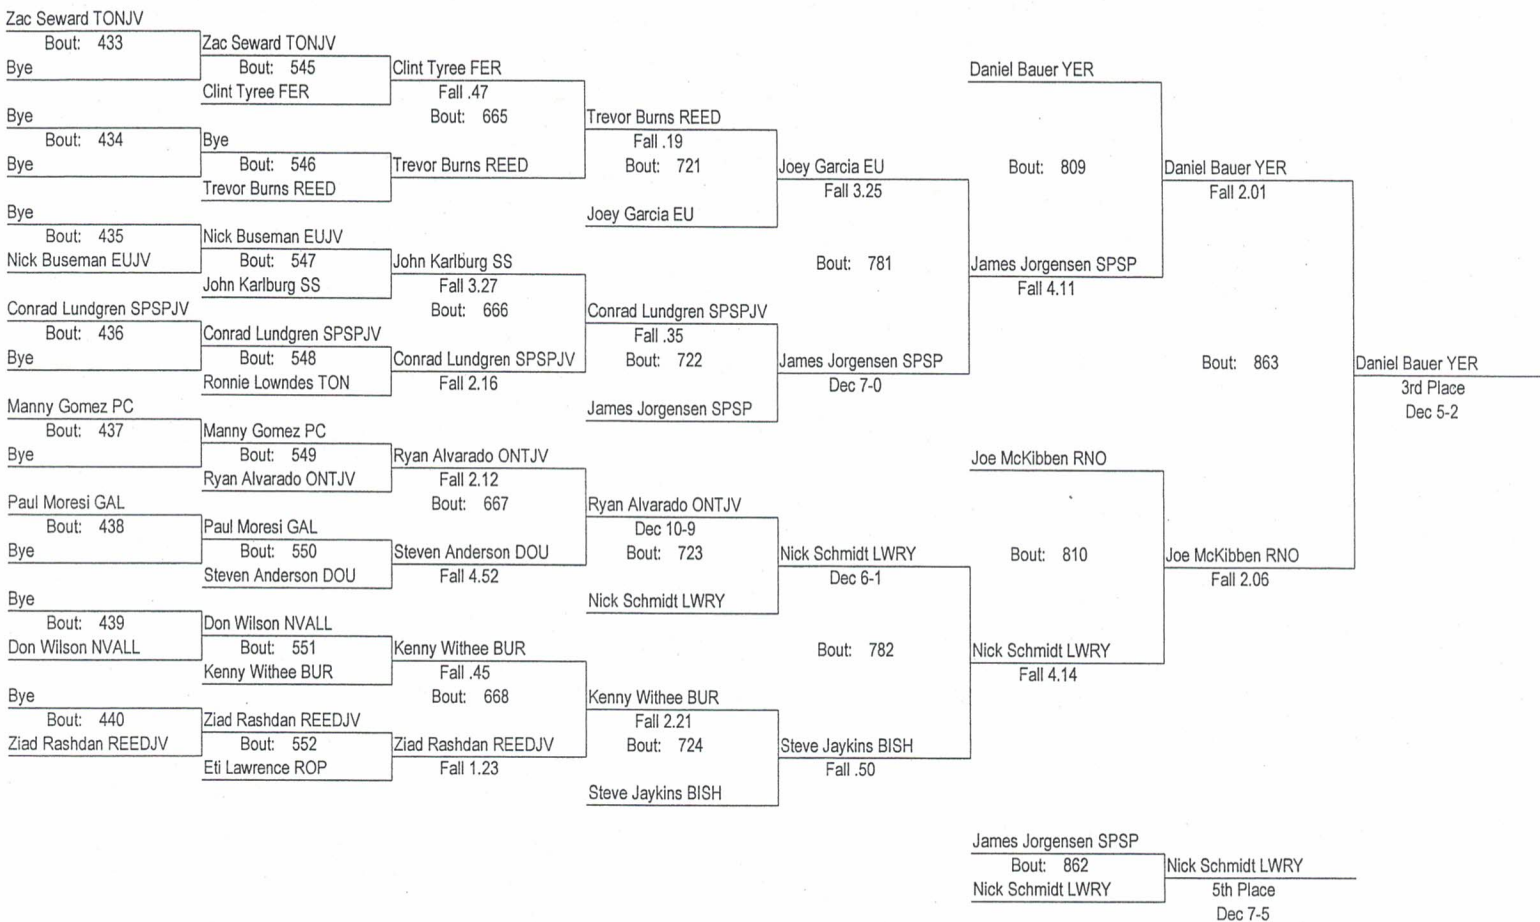 Zac Seward TONJV
Bout: 433
Bye
Bye
Bout: 434
Bye
Bye
Bout: 435
Nick Buseman EUJV
Conrad Lundgren SPSPJV
Bout: 436
Bye
Manny Gomez PC
Bout: 437
Bye
Paul Moresi GAL
Bout: 438
Bye
Bye
Bout: 439
Don Wilson NVALL
Bye
Bout: 440
Ziad Rashdan REEDJV
Zac Seward TONJV
Bout: 545
Clint Tyree FER
Bye
Bout: 546
Trevor Burns REED
Nick Buseman EUJV
Bout: 547
John Karlburg SS
Conrad Lundgren SPSPJV
Bout: 548
Ronnie Lowndes TON
Manny Gomez PC
Bout: 549
Ryan Alvarado ONTJV
Paul Moresi GAL
Bout: 550
Steven Anderson DOU
Don Wilson NVALL
Bout: 551
Kenny Withee BUR
Ziad Rashdan REEDJV
Bout: 552
Eti Lawrence ROP
Clint Tyree FER
Fall .47
Bout: 665
Trevor Burns REED
John Karlburg SS
Fall 3.27
Bout: 666
Conrad Lundgren SPSPJV
Fall 2.16
Ryan Alvarado ONTJV
Fall 2.12
Bout: 667
Steven Anderson DOU
Fall 4.52
Kenny Withee BUR
Fall .45
Bout: 668
Ziad Rashdan REEDJV
Fall 1.23
Trevor Burns REED
Fall .19
Bout: 721
Joey Garcia EU
Conrad Lundgren SPSPJV
Fall .35
Bout: 722
James Jorgensen SPSP
Ryan Alvarado ONTJV
Dec 10-9
Bout: 723
Nick Schmidt LWRY
Kenny Withee BUR
Fall 2.21
Bout: 724
Steve Jaykins BISH
Joey Garcia EU
Fall 3.25
Bout: 781
James Jorgensen SPSP
Dec 7-0
Nick Schmidt LWRY
Dec 6-1
Bout: 782
Steve Jaykins BISH
Fall .50
Daniel Bauer YER
Bout: 809
James Jorgensen SPSP
Fall 4.11
Joe McKibben RNO
Bout: 810
Nick Schmidt LWRY
Fall 4.14
Daniel Bauer YER
Fall 2.01
Bout: 863
Joe McKibben RNO
Fall 2.06
Daniel Bauer YER
3rd Place
Dec 5-2
James Jorgensen SPSP
Bout: 862
Nick Schmidt LWRY
Nick Schmidt LWRY
5th Place
Dec 7-5